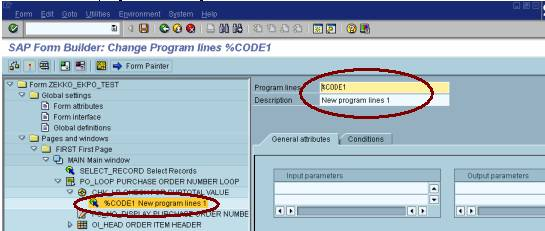 Form Edit Goto Utilities Environment System Help
SAP Form Builder: Change Program lines %CODE1
Form Painter
Form ZEKKO_EKPO_TEST
Global settings
Form attributes
Form interface
Global definitions
Pages and windows
FIRST First Page
MAIN Main window
SELECT_RECORD Select Records
PO_LOOP PURCHASE ORDER NUMBER LOOP
CHECK FOR SUBTOTAL VALUE
%CODE1 New program lines 1
DISPLAY PURCHASE ORDER NUMBE
OI_HEAD ORDER ITEM HEADER
Program lines %CODE1
Description New program lines 1
General attributes Conditions
Input parameters Output parameters